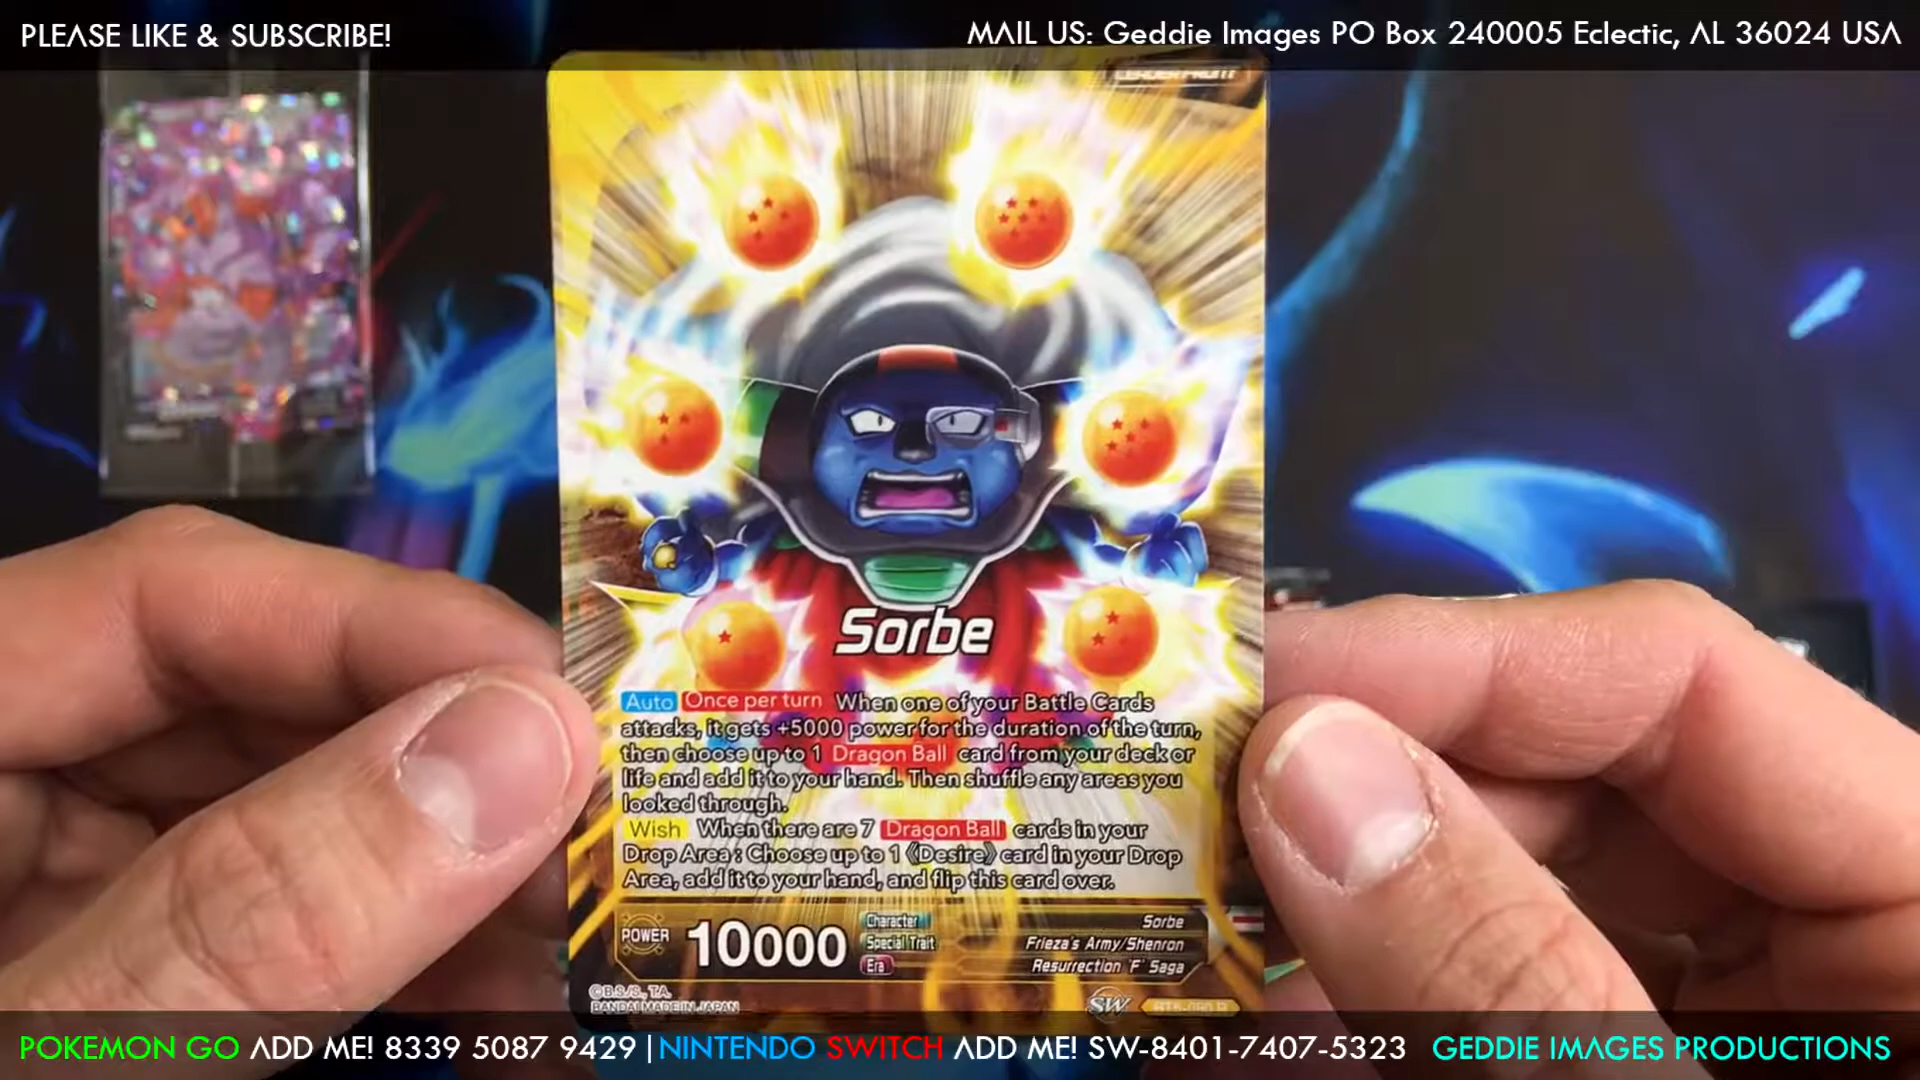 PLEASE LIKE & SUBSCRIBE!
MAIL US: Geddie Images PO Box 240005 Eclectic, AL 36024 USA
LEADER FRONT
Sorbe
Auto Once per turn When one of your Battle Cards
attacks, it gets +5000 power for the duration of the turn,
then choose up to 1 Dragon Ball card from your deck or
life and add it to your hand. Then shuffle any areas you
looked through.
Wish When there are 7 Dragon Ball cards in your
Drop Area : Choose up to 1 《Desire》 card in your Drop
Area, add it to your hand, and flip this card over.
POWER 10000
Character Sorbe
Special Trait Frieza's Army/Shenron
Era Resurrection 'F' Saga
©B.S./S., T.A.
BANDAI MADE IN JAPAN
SW
POKEMON GO ADD ME! 8339 5087 9429 | NINTENDO SWITCH ADD ME! SW-8401-7407-5323 GEDDIE IMAGES PRODUCTIONS